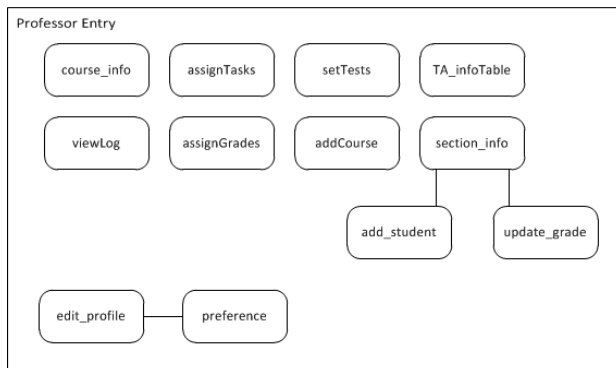 Professor Entry
course_info assignTasks setTests TA_infoTable
viewLog assignGrades addCourse section_info
add_student update_grade
edit_profile preference